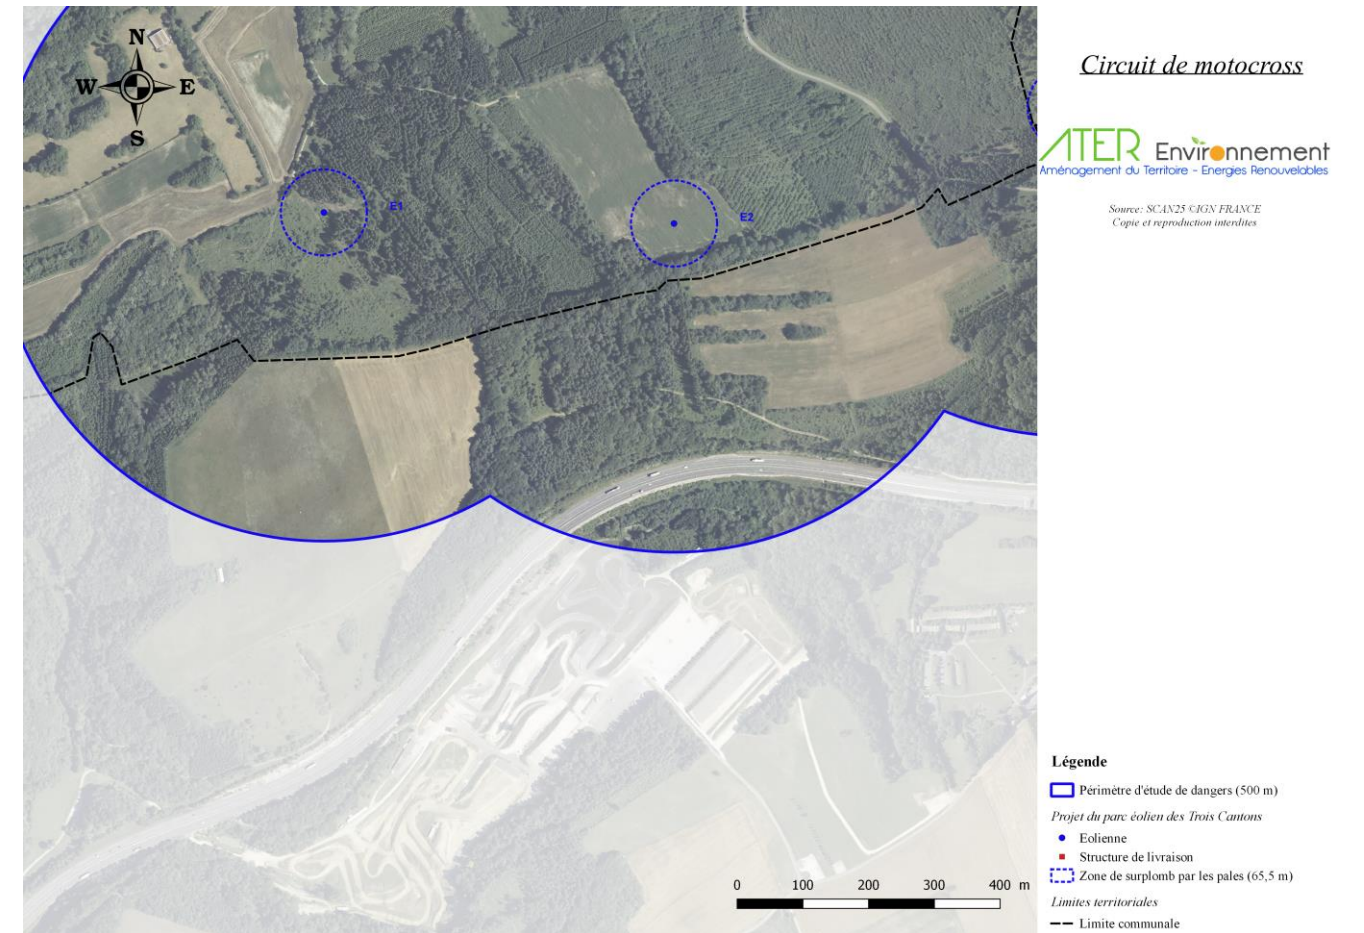 N
W E
S
E1
E2
Circuit de motocross
ATER Environnement
Aménagement du Territoire - Energies Renouvelables
Source: SCAN25 ©IGN FRANCE
Copie et reproduction interdites
Légende
Périmètre d'étude de dangers (500 m)
Projet du parc éolien des Trois Cantons
Eolienne
Structure de livraison
Zone de surplomb par les pales (65,5 m)
Limites territoriales
Limite communale
0 100 200 300 400 m